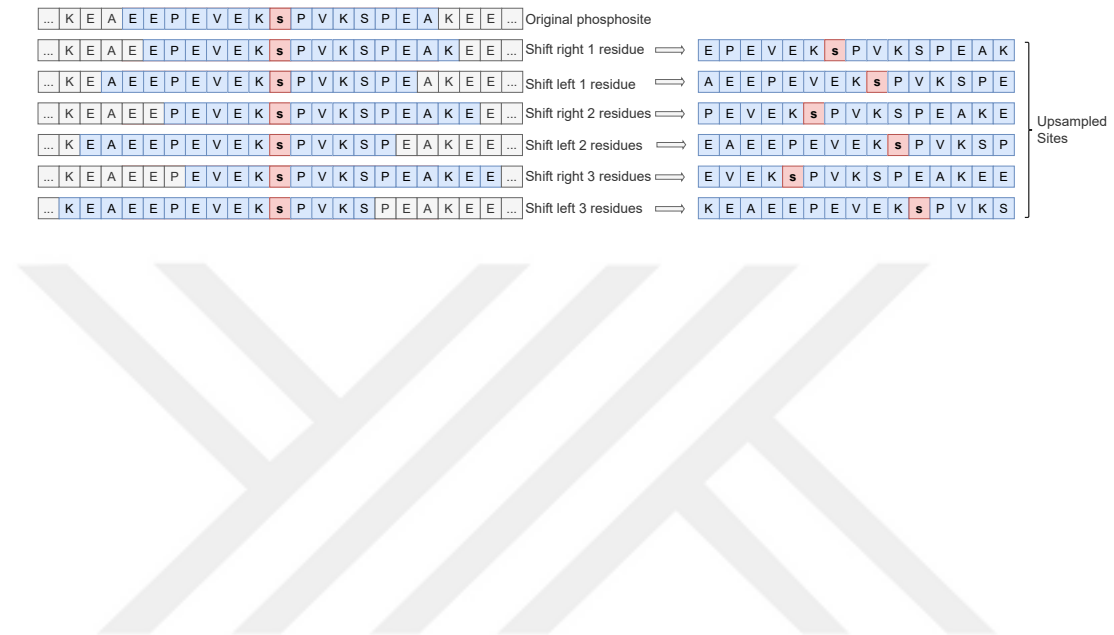 ... K E A E E P E V E K s P V K S P E A K E E ... Original phosphosite
... K E A E E P E V E K s P V K S P E A K E E ... Shift right 1 residue E P E V E K s P V K S P E A K
... K E A E E P E V E K s P V K S P E A K E E ... Shift left 1 residue A E E P E V E K s P V K S P E
... K E A E E P E V E K s P V K S P E A K E E ... Shift right 2 residues P E V E K s P V K S P E A K E
Upsampled
Sites
... K E A E E P E V E K s P V K S P E A K E E ... Shift left 2 residues E A E E P E V E K s P V K S P
... K E A E E P E V E K s P V K S P E A K E E ... Shift right 3 residues E V E K s P V K S P E A K E E
... K E A E E P E V E K s P V K S P E A K E E ... Shift left 3 residues K E A E E P E V E K s P V K S